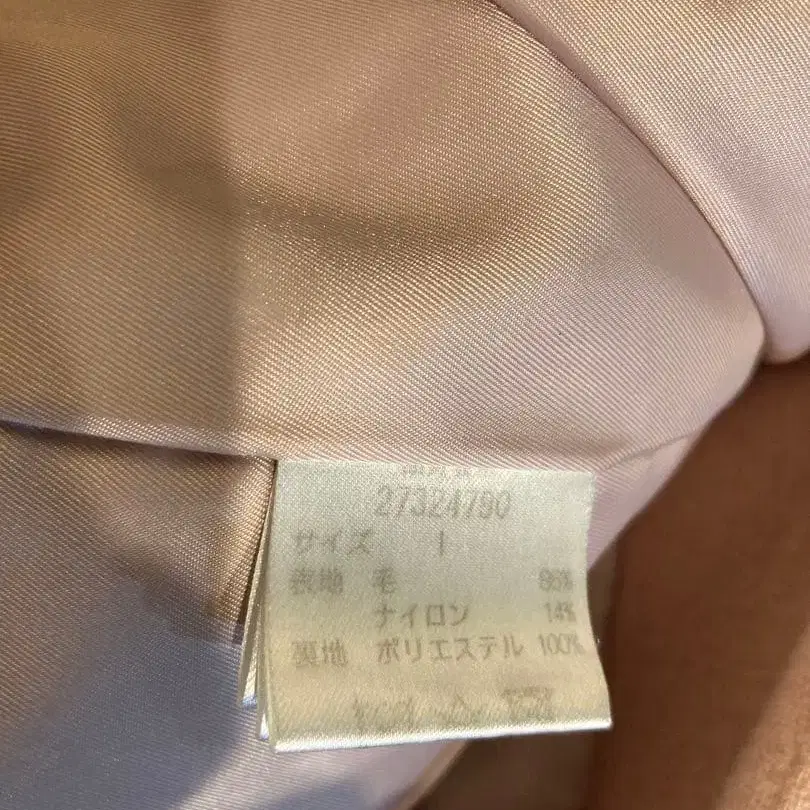 27324790
サイズ I
表地 毛 86%
ナイロン 14%
裏地 ポリエステル 100%